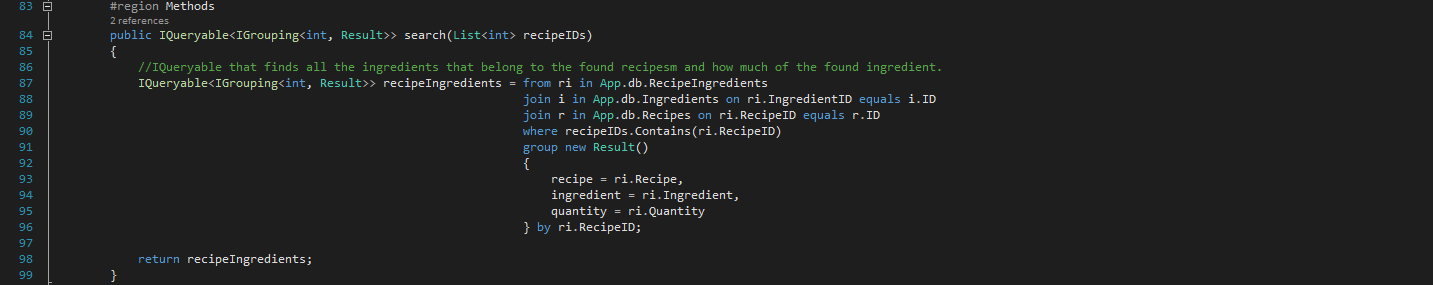 83 #region Methods
2 references
84 public IQueryable<IGrouping<int, Result>> search(List<int> recipeIDs)
85 {
86 //IQueryable that finds all the ingredients that belong to the found recipesm and how much of the found ingredient.
87 IQueryable<IGrouping<int, Result>> recipeIngredients = from ri in App.db.RecipeIngredients
88 join i in App.db.Ingredients on ri.IngredientID equals i.ID
89 join r in App.db.Recipes on ri.RecipeID equals r.ID
90 where recipeIDs.Contains(ri.RecipeID)
91 group new Result()
92 {
93 recipe = ri.Recipe,
94 ingredient = ri.Ingredient,
95 quantity = ri.Quantity
96 } by ri.RecipeID;
97
98 return recipeIngredients;
99 }